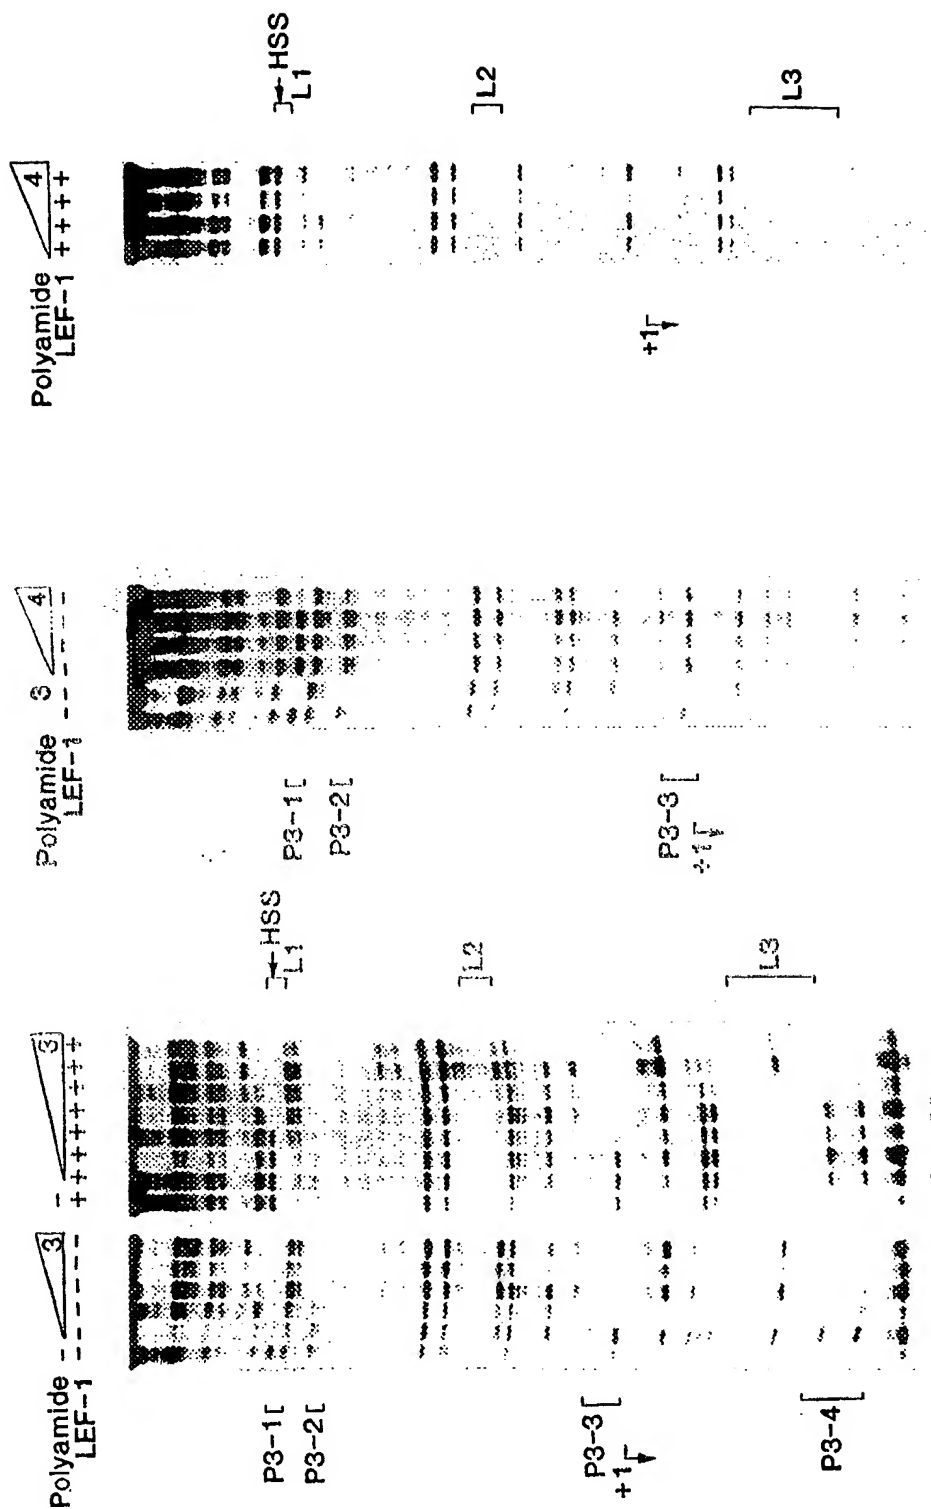 Polyamide
LEF-1
- 3
- - - - - -
- 3
+ + + + + + + +
P3-1
P3-2
P3-3
+1
P3-4
HSS
L1
L2
L3
Polyamide
LEF-1
- 3 4
- - - - - -
P3-1
P3-2
P3-3
+1
Polyamide
LEF-1
4
+ + + +
+1
HSS
L1
L2
L3